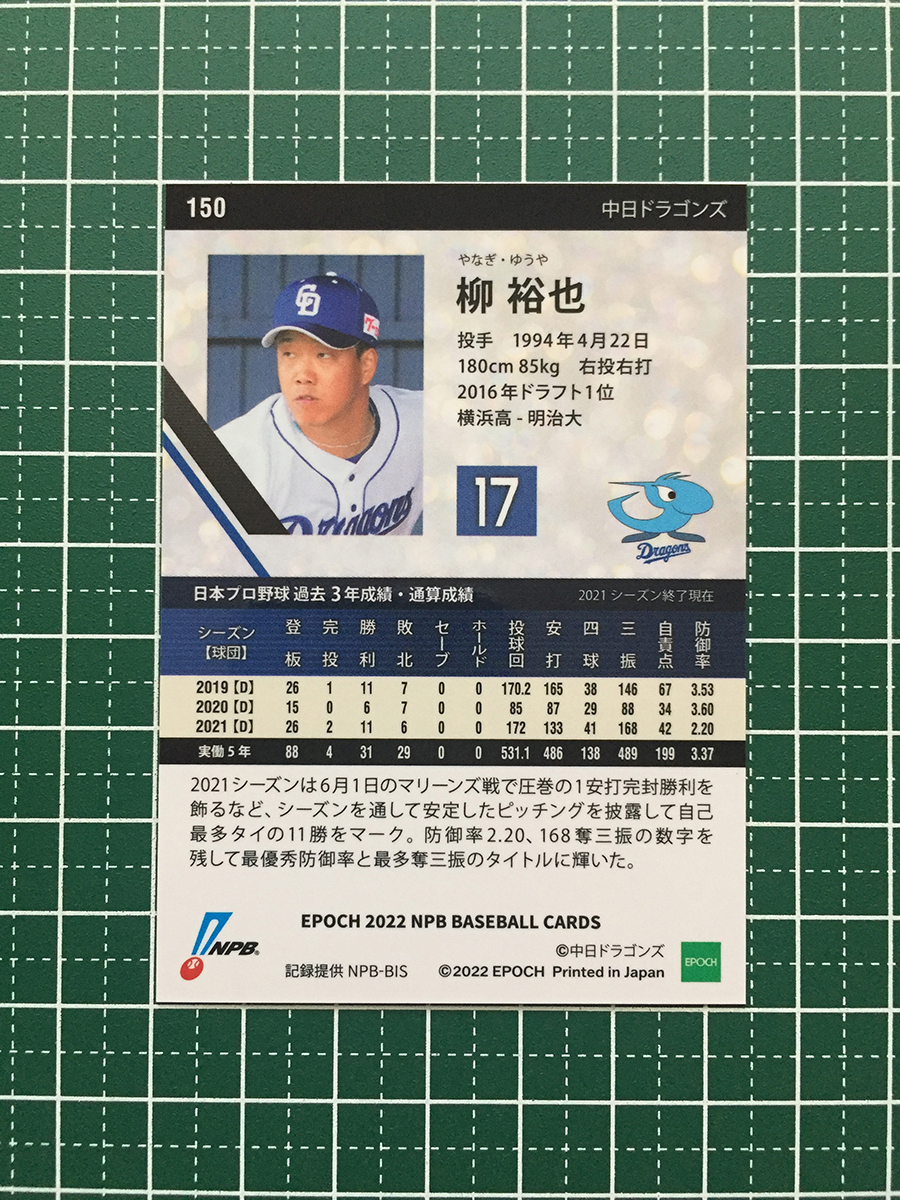 150 中日ドラゴンズ
やなぎ・ゆうや
柳 裕也
投手 1994年4月22日
180cm 85kg 右投右打
2016年ドラフト1位
横浜高 - 明治大
CD
Dragons
17
Dragons
日本プロ野球 過去 3年成績・通算成績 2021 シーズン終了現在
シーズン【球団】 登板 完投 勝利 敗北 セーブ ホールド 投球回 安打 四球 三振 自責点 防御率
2019【D】 26 1 11 7 0 0 170.2 165 38 146 67 3.53
2020【D】 15 0 6 7 0 0 85 87 29 88 34 3.60
2021【D】 26 2 11 6 0 0 172 133 41 168 42 2.20
実働5年 88 4 31 29 0 0 531.1 486 138 489 199 3.37
2021シーズンは6月1日のマリーンズ戦で圧巻の1安打完封勝利を
飾るなど、シーズンを通して安定したピッチングを披露して自己
最多タイの11勝をマーク。防御率2.20、168奪三振の数字を
残して最優秀防御率と最多奪三振のタイトルに輝いた。
EPOCH 2022 NPB BASEBALL CARDS
NPB®
©中日ドラゴンズ
記録提供 NPB-BIS ©2022 EPOCH Printed in Japan
EPOCH